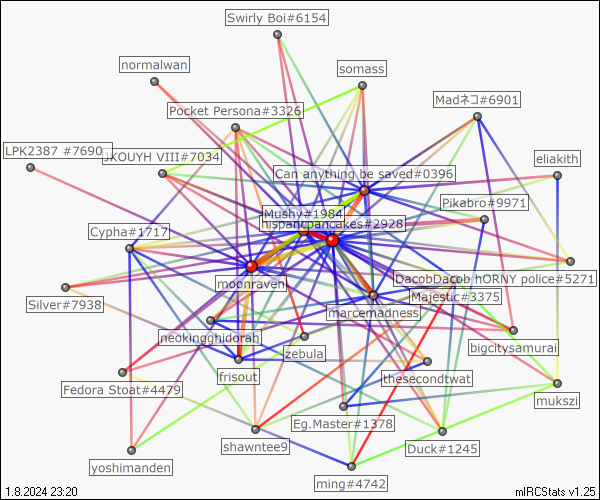 Swirly Boi#6154
normalwan
somass
Pocket Persona#3326
Madネコ#6901
LPK2387 #7690
JKOUYH VIII#7034
eliakith
Can anything be saved#0396
Pikabro#9971
Mushy#1984
hispanicpancakes#2928
Cypha#1717
moonraven
DacobDacob hORNY police#5271
Majestic#3375
Silver#7938
marcemadness
neokingghidorah
zebula
bigcitysamurai
frisout
thesecondtwat
Fedora Stoat#4479
mukszi
Eg.Master#1378
shawntee9
Duck#1245
yoshimanden
ming#4742
1.8.2024 23:20
mIRCStats v1.25